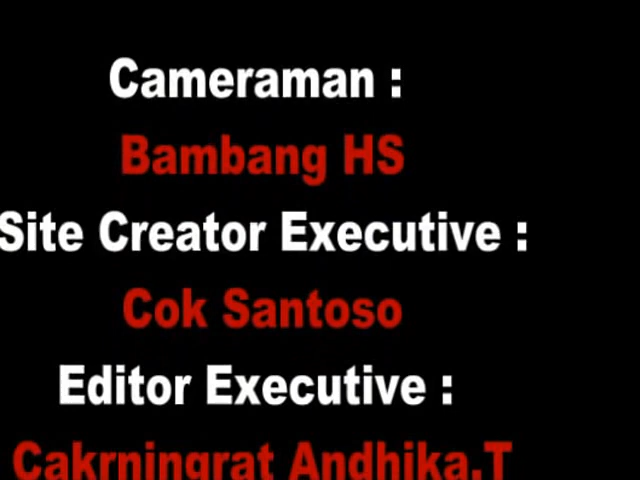 Cameraman :
Bambang HS
Site Creator Executive :
Cok Santoso
Editor Executive :
Cakrningrat Andhika.T